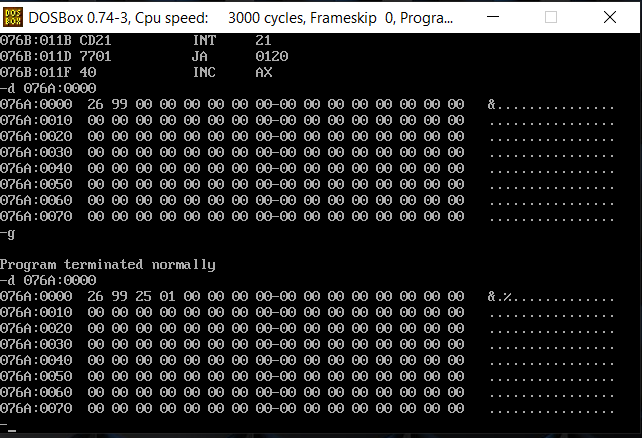 DOS BOX DOSBox 0.74-3, Cpu speed: 3000 cycles, Frameskip 0, Progra...
076B:011B CD21 INT 21
076B:011D 7701 JA 0120
076B:011F 40 INC AX
-d 076A:0000
076A:0000 26 99 00 00 00 00 00 00-00 00 00 00 00 00 00 00 &...............
076A:0010 00 00 00 00 00 00 00 00-00 00 00 00 00 00 00 00 ................
076A:0020 00 00 00 00 00 00 00 00-00 00 00 00 00 00 00 00 ................
076A:0030 00 00 00 00 00 00 00 00-00 00 00 00 00 00 00 00 ................
076A:0040 00 00 00 00 00 00 00 00-00 00 00 00 00 00 00 00 ................
076A:0050 00 00 00 00 00 00 00 00-00 00 00 00 00 00 00 00 ................
076A:0060 00 00 00 00 00 00 00 00-00 00 00 00 00 00 00 00 ................
076A:0070 00 00 00 00 00 00 00 00-00 00 00 00 00 00 00 00 ................
-g
Program terminated normally
-d 076A:0000
076A:0000 26 99 25 01 00 00 00 00-00 00 00 00 00 00 00 00 &.%.............
076A:0010 00 00 00 00 00 00 00 00-00 00 00 00 00 00 00 00 ................
076A:0020 00 00 00 00 00 00 00 00-00 00 00 00 00 00 00 00 ................
076A:0030 00 00 00 00 00 00 00 00-00 00 00 00 00 00 00 00 ................
076A:0040 00 00 00 00 00 00 00 00-00 00 00 00 00 00 00 00 ................
076A:0050 00 00 00 00 00 00 00 00-00 00 00 00 00 00 00 00 ................
076A:0060 00 00 00 00 00 00 00 00-00 00 00 00 00 00 00 00 ................
076A:0070 00 00 00 00 00 00 00 00-00 00 00 00 00 00 00 00 ................
-_